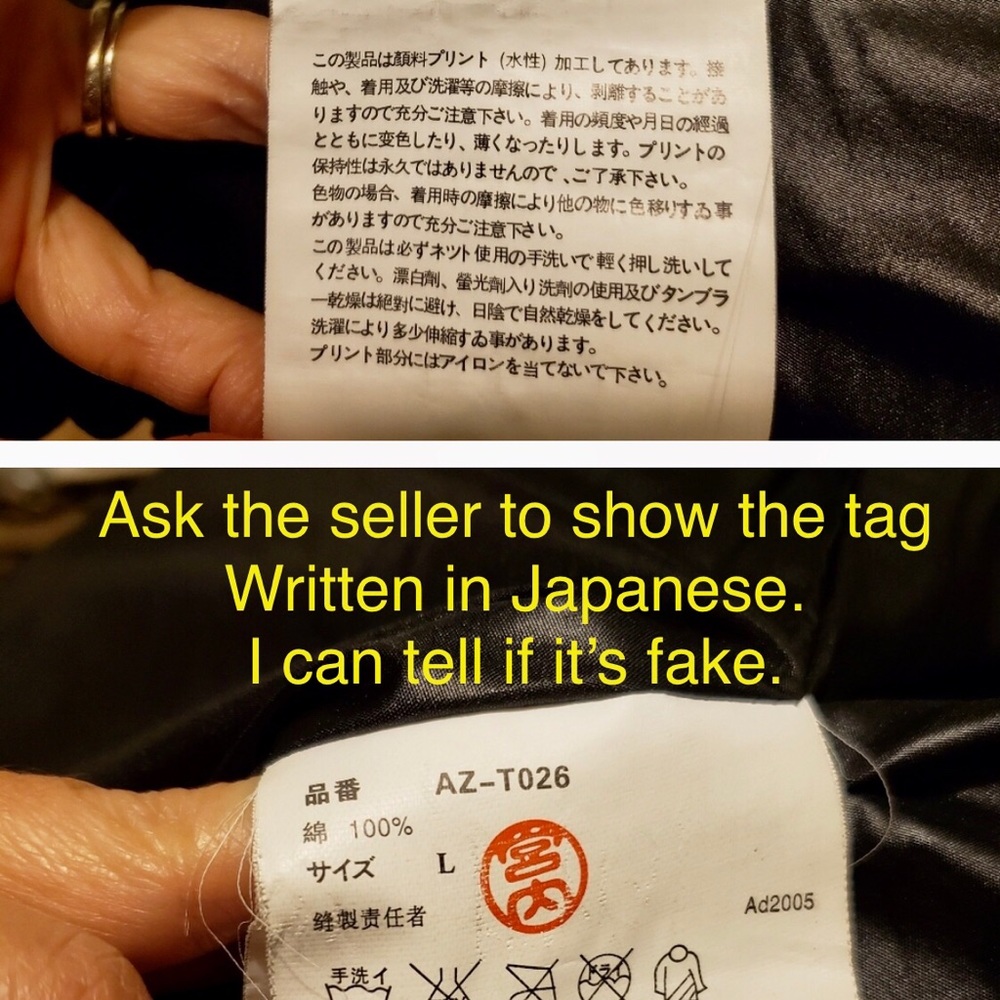 この製品は顔料プリント（水性）加工してあります。接
触や、着用及び洗濯等の摩擦により、剥離することがあ
りますので充分ご注意下さい。着用の頻度や月日の經過
とともに変色したり、薄くなったりします。プリントの
保持性は永久ではありませんので､ご了承下さい。
色物の場合、着用時の摩擦により他の物に色移りすゐ事
がありますので充分ご注意下さい。
この製品は必ずネツト使用の手洗いで軽く押し洗いして
ください。漂白劑、螢光劑入り洗劑の使用及びタンブラ
ー乾燥は絕對に避け、日陰で自然乾燥をしてください。
洗濯により多少伸縮すゐ事があります。
プリント部分にはアイロンを当てないで下さい。
Ask the seller to show the tag
Written in Japanese.
I can tell if it’s fake.
品番 AZ-T026
綿 100%
サイズ L
宮内
縫製責任者
Ad2005
手洗イ
ドライ